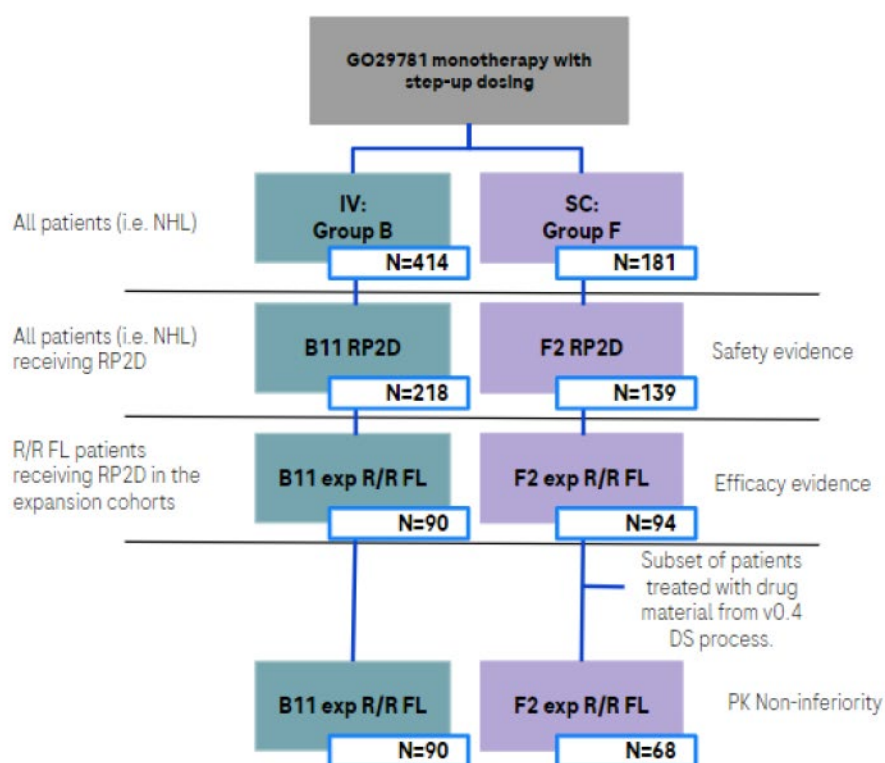 GO29781 monotherapy with
step-up dosing
IV:
Group B
SC:
Group F
All patients (i.e. NHL)
N=414
N=181
All patients (i.e. NHL)
receiving RP2D
B11 RP2D
F2 RP2D
Safety evidence
N=218
N=139
R/R FL patients
receiving RP2D in the
expansion cohorts
B11 exp R/R FL
F2 exp R/R FL
Efficacy evidence
N=90
N=94
Subset of patients
treated with drug
material from v0.4
DS process.
B11 exp R/R FL
F2 exp R/R FL
PK Non-inferiority
N=90
N=68